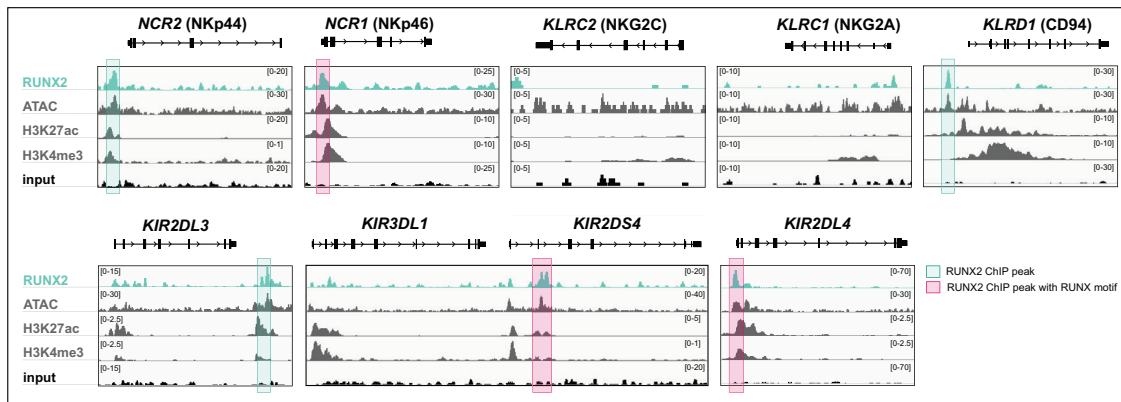 NCR2 (NKp44)
NCR1 (NKp46)
KLRC2 (NKG2C)
KLRC1 (NKG2A)
KLRD1 (CD94)
RUNX2
[0-20]
[0-25]
[0-5]
[0-10]
[0-30]
ATAC
[0-30]
[0-30]
[0-5]
[0-10]
[0-30]
H3K27ac
[0-20]
[0-10]
[0-5]
[0-10]
[0-10]
H3K4me3
[0-1]
[0-10]
[0-5]
[0-10]
[0-10]
input
[0-20]
[0-25]
[0-5]
[0-10]
[0-30]
KIR2DL3
KIR3DL1
KIR2DS4
KIR2DL4
RUNX2
[0-15]
[0-20]
[0-70]
ATAC
[0-30]
[0-40]
[0-30]
H3K27ac
[0-2.5]
[0-5]
[0-2.5]
H3K4me3
[0-2.5]
[0-1]
[0-2.5]
input
[0-15]
[0-20]
[0-70]
RUNX2 ChIP peak
RUNX2 ChIP peak with RUNX motif